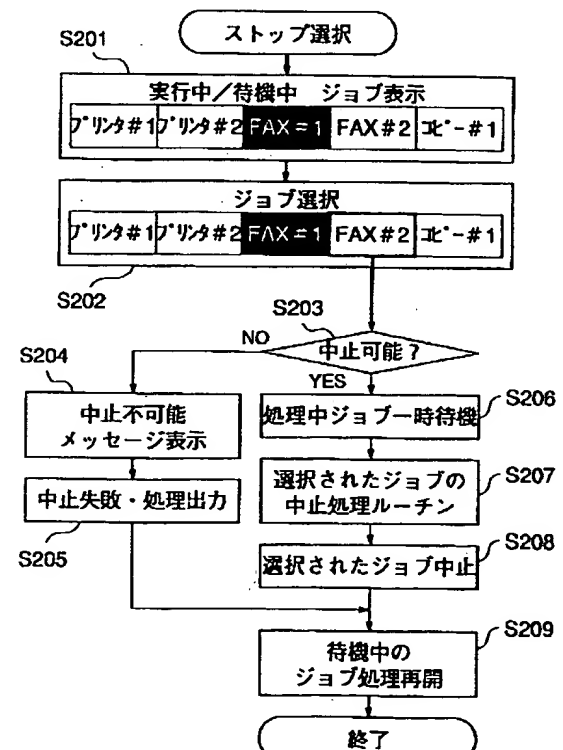 ストップ選択
S201
実行中/待機中 ジョブ表示
プリンタ#1 プリンタ#2 FAX=1 FAX#2 コピー#1
ジョブ選択
プリンタ#1 プリンタ#2 FAX=1 FAX#2 コピー#1
S202
S203
中止可能?
NO
YES
S204
中止不可能
メッセージ表示
中止失敗・処理出力
S205
処理中ジョブ一時待機
S206
選択されたジョブの
中止処理ルーチン
S207
選択されたジョブ中止
S208
待機中の
ジョブ処理再開
S209
終了